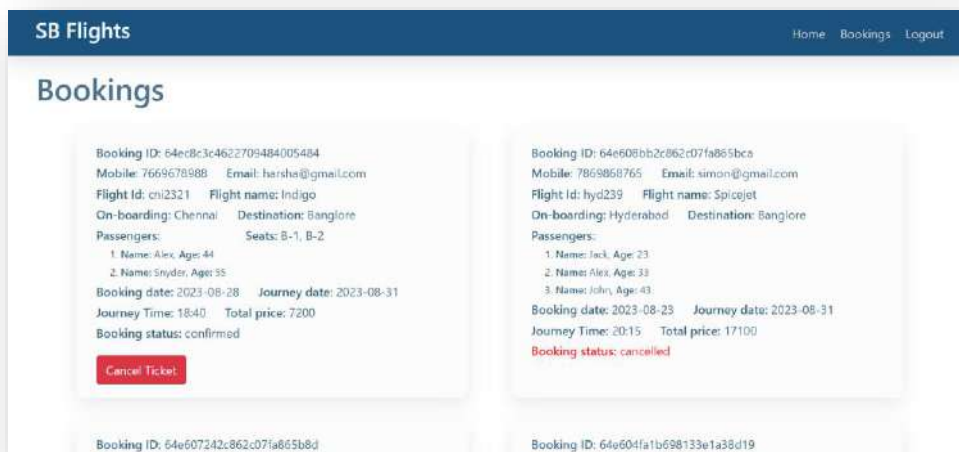 SB Flights
Home Bookings Logout
Bookings
Booking ID: 64ec8c3c4622709484005484
Mobile: 7669678988 Email: harsha@gmail.com
Flight Id: cni2321 Flight name: Indigo
On-boarding: Chennai Destination: Banglore
Passengers: Seats: B-1, B-2
1. Name: Alex, Age: 44
2. Name: Snyder, Age: 55
Booking date: 2023-08-28 Journey date: 2023-08-31
Journey Time: 18:40 Total price: 7200
Booking status: confirmed
Cancel Ticket
Booking ID: 64e608bb2c862c07fa865bca
Mobile: 7869868765 Email: simon@gmail.com
Flight Id: hyd239 Flight name: Spicejet
On-boarding: Hyderabad Destination: Banglore
Passengers:
1. Name: Jack, Age: 23
2. Name: Alex, Age: 33
3. Name: John, Age: 43
Booking date: 2023-08-23 Journey date: 2023-08-31
Journey Time: 20:15 Total price: 17100
Booking status: cancelled
Booking ID: 64e607242c862c07fa865b8d
Booking ID: 64e604fa1b698133e1a38d19